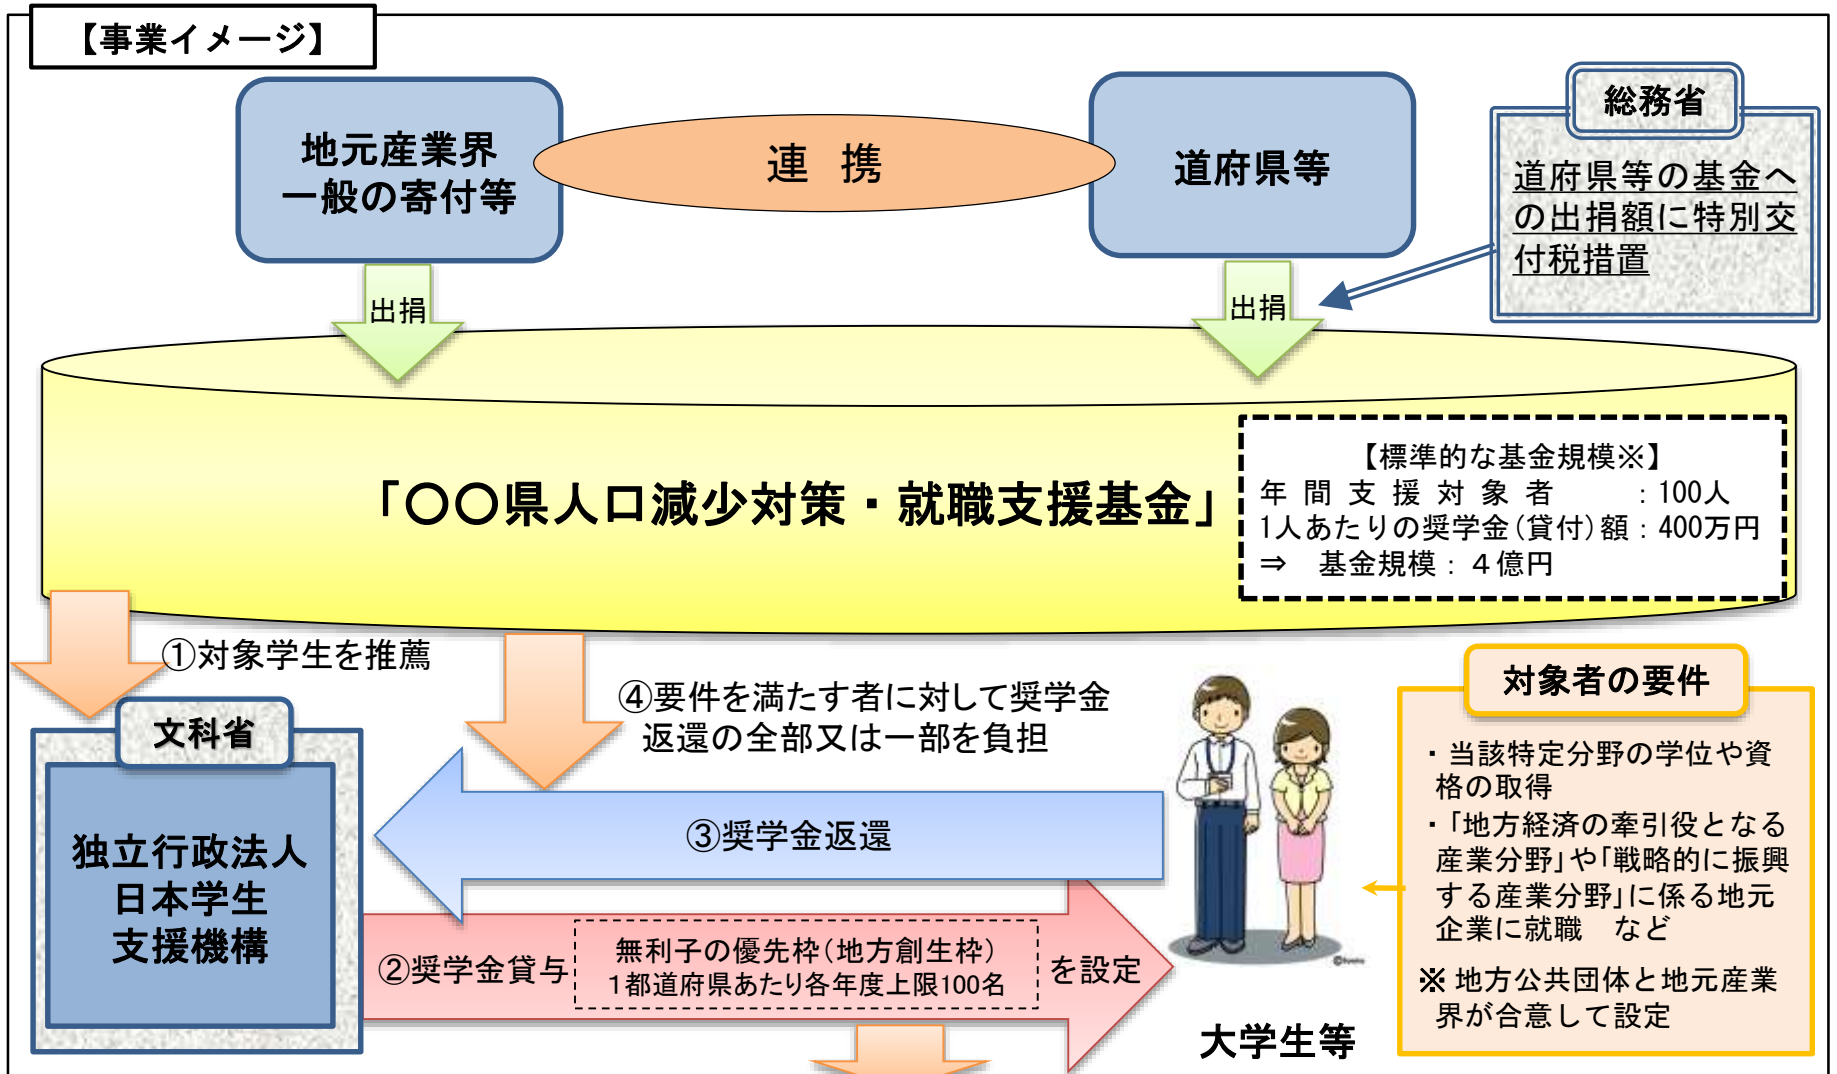 【事業イメージ】
地元産業界
一般の寄付等
連 携
道府県等
総務省
道府県等の基金へ
の出捐額に特別交
付税措置
出捐
出捐
「〇〇県人口減少対策・就職支援基金」
【標準的な基金規模※】
年間支援対象者 ：100人
1人あたりの奨学金(貸付)額：400万円
⇒ 基金規模：４億円
①対象学生を推薦
④要件を満たす者に対して奨学金
返還の全部又は一部を負担
文科省
独立行政法人
日本学生
支援機構
③奨学金返還
②奨学金貸与
無利子の優先枠(地方創生枠)
1都道府県あたり各年度上限100名
を設定
大学生等
対象者の要件
・当該特定分野の学位や資
格の取得
・「地方経済の牽引役となる
産業分野」や「戦略的に振興
する産業分野」に係る地元
企業に就職 など
※ 地方公共団体と地元産業
界が合意して設定